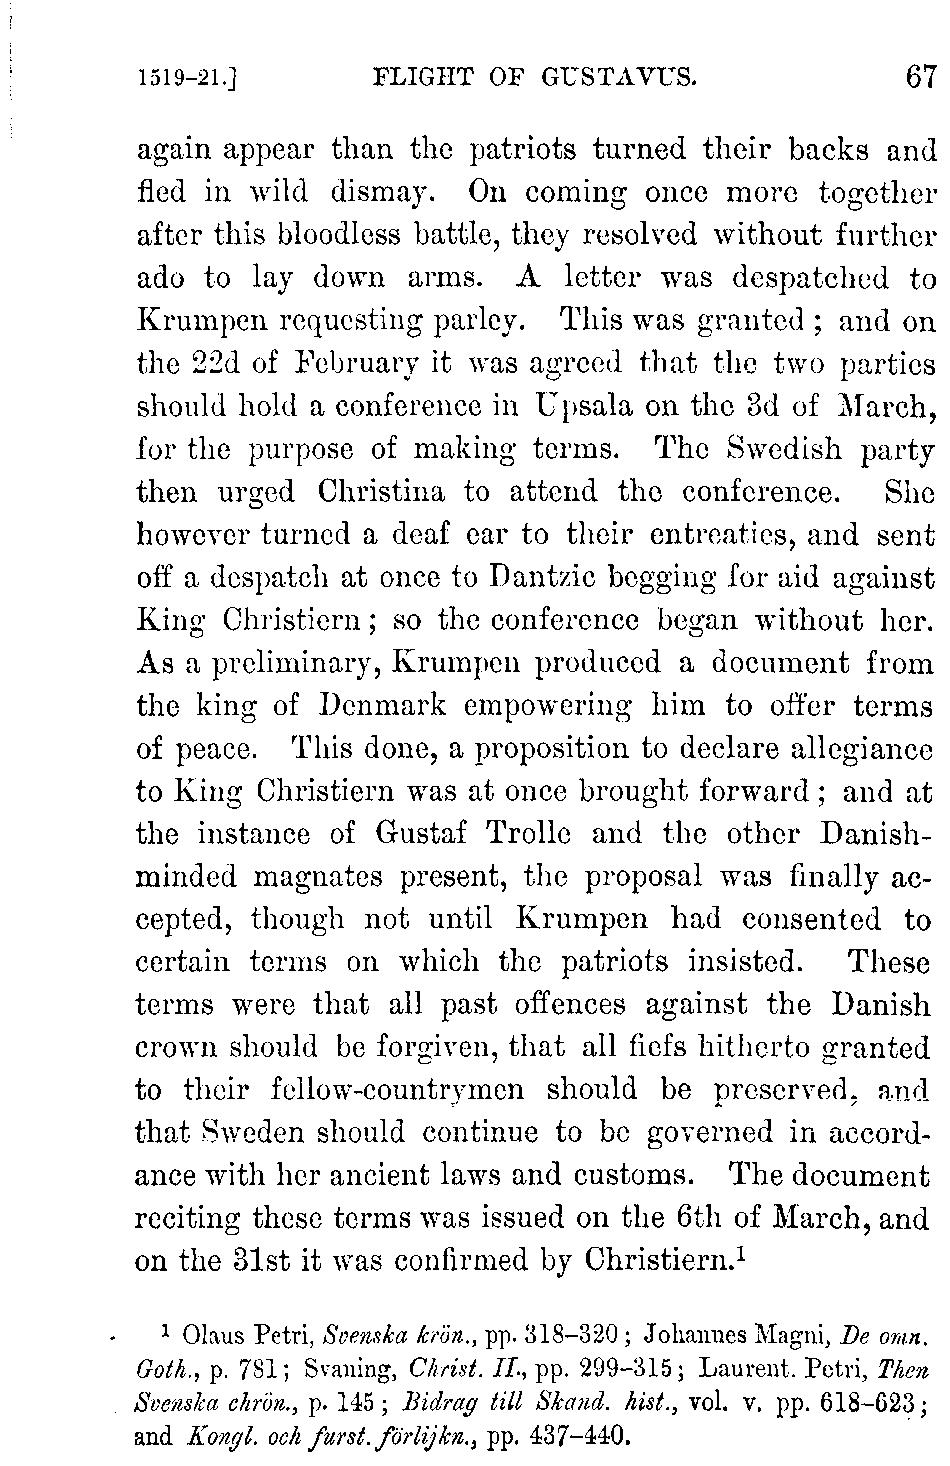 1519–21.] FLIGHT OF GUSTAVUS. 67
again appear than the patriots turned their backs and
fled in wild dismay. On coming once more together
after this bloodless battle, they resolved without further
ado to lay down arms. A letter was despatched to
Krumpen requesting parley. This was granted ; and on
the 22d of February it was agreed that the two parties
should hold a conference in Upsala on the 3d of March,
for the purpose of making terms. The Swedish party
then urged Christina to attend the conference. She
however turned a deaf ear to their entreaties, and sent
off a despatch at once to Dantzic begging for aid against
King Christiern ; so the conference began without her.
As a preliminary, Krumpen produced a document from
the king of Denmark empowering him to offer terms
of peace. This done, a proposition to declare allegiance
to King Christiern was at once brought forward ; and at
the instance of Gustaf Trolle and the other Danish-
minded magnates present, the proposal was finally ac-
cepted, though not until Krumpen had consented to
certain terms on which the patriots insisted. These
terms were that all past offences against the Danish
crown should be forgiven, that all fiefs hitherto granted
to their fellow-countrymen should be preserved, and
that Sweden should continue to be governed in accord-
ance with her ancient laws and customs. The document
reciting these terms was issued on the 6th of March, and
on the 31st it was confirmed by Christiern.¹
¹ Olaus Petri, Svenska krön., pp. 318–320 ; Johannes Magni, De omn.
Goth., p. 781 ; Svaning, Christ. II., pp. 299–315 ; Laurent. Petri, Then
Svenska chrön., p. 145 ; Bidrag till Skand. hist., vol. v. pp. 618–623 ;
and Kongl. och furst. förlijkn., pp. 437–440.